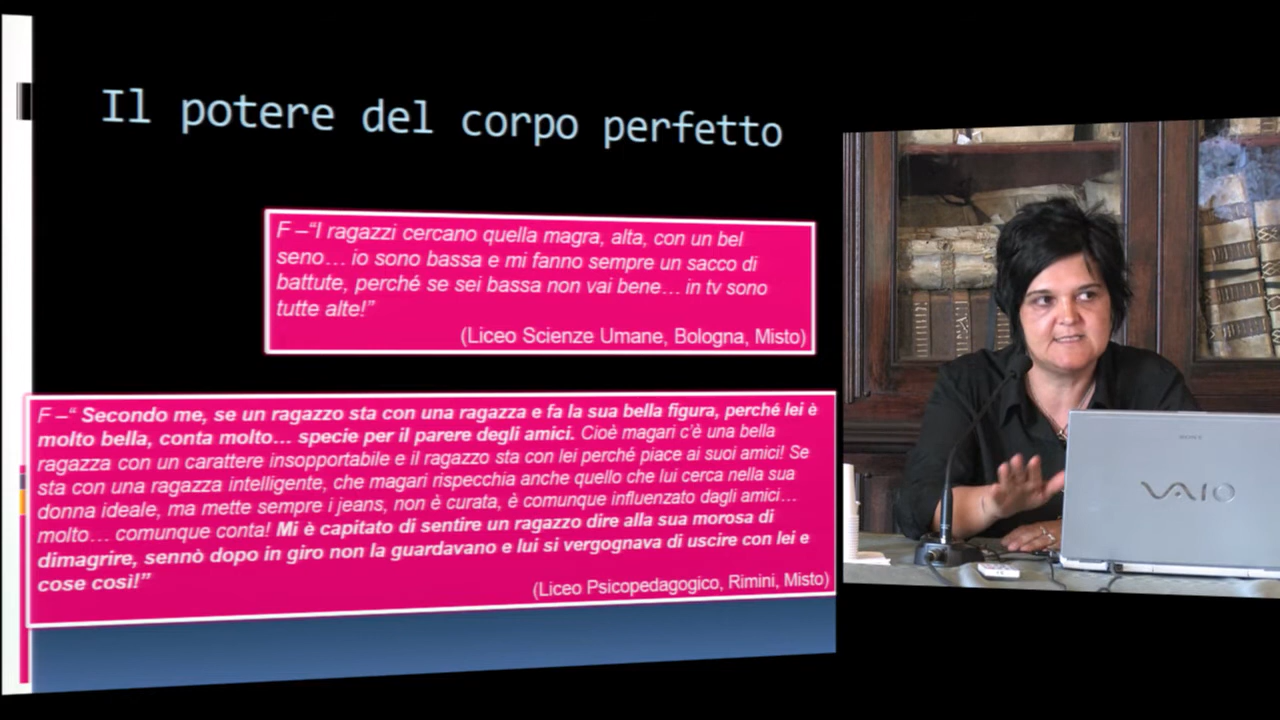 Il potere del corpo perfetto
F –“I ragazzi cercano quella magra, alta, con un bel
seno… io sono bassa e mi fanno sempre un sacco di
battute, perché se sei bassa non vai bene… in tv sono
tutte alte!”
(Liceo Scienze Umane, Bologna, Misto)
F –“ Secondo me, se un ragazzo sta con una ragazza e fa la sua bella figura, perché lei è
molto bella, conta molto… specie per il parere degli amici. Cioè magari c’è una bella
ragazza con un carattere insopportabile e il ragazzo sta con lei perché piace ai suoi amici! Se
sta con una ragazza intelligente, che magari rispecchia anche quello che lui cerca nella sua
donna ideale, ma mette sempre i jeans, non è curata, è comunque influenzato dagli amici…
molto… comunque conta! Mi è capitato di sentire un ragazzo dire alla sua morosa di
dimagrire, sennò dopo in giro non la guardavano e lui si vergognava di uscire con lei e
cose così!”
(Liceo Psicopedagogico, Rimini, Misto)
SONY
VAIO